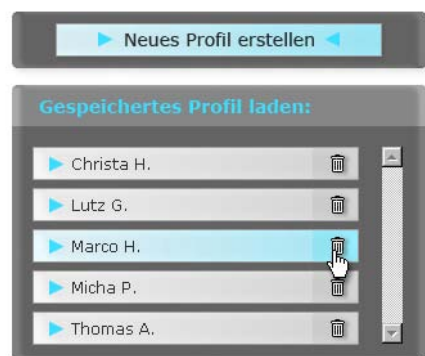 Neues Profil erstellen
Gespeichertes Profil laden:
Christa H.
Lutz G.
Marco H.
Micha P.
Thomas A.